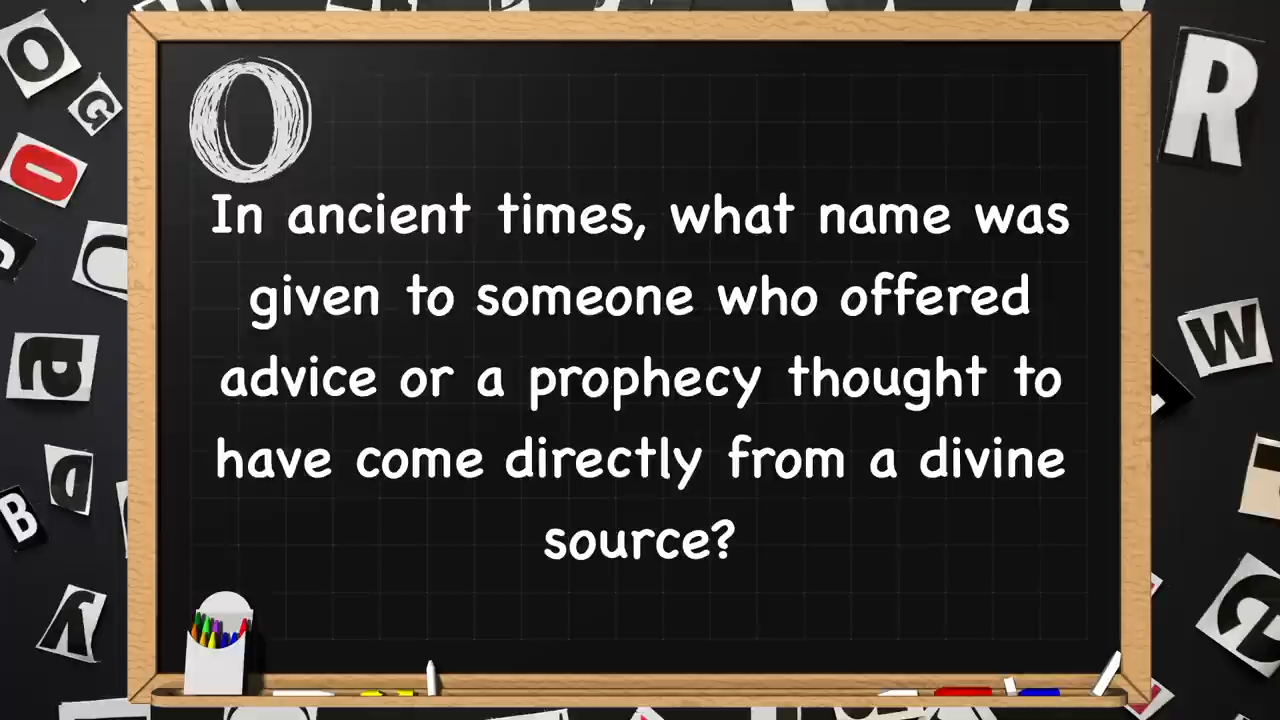 O
In ancient times, what name was
given to someone who offered
advice or a prophecy thought to
have come directly from a divine
source?
O
G
O
R
a
W
D
B
y